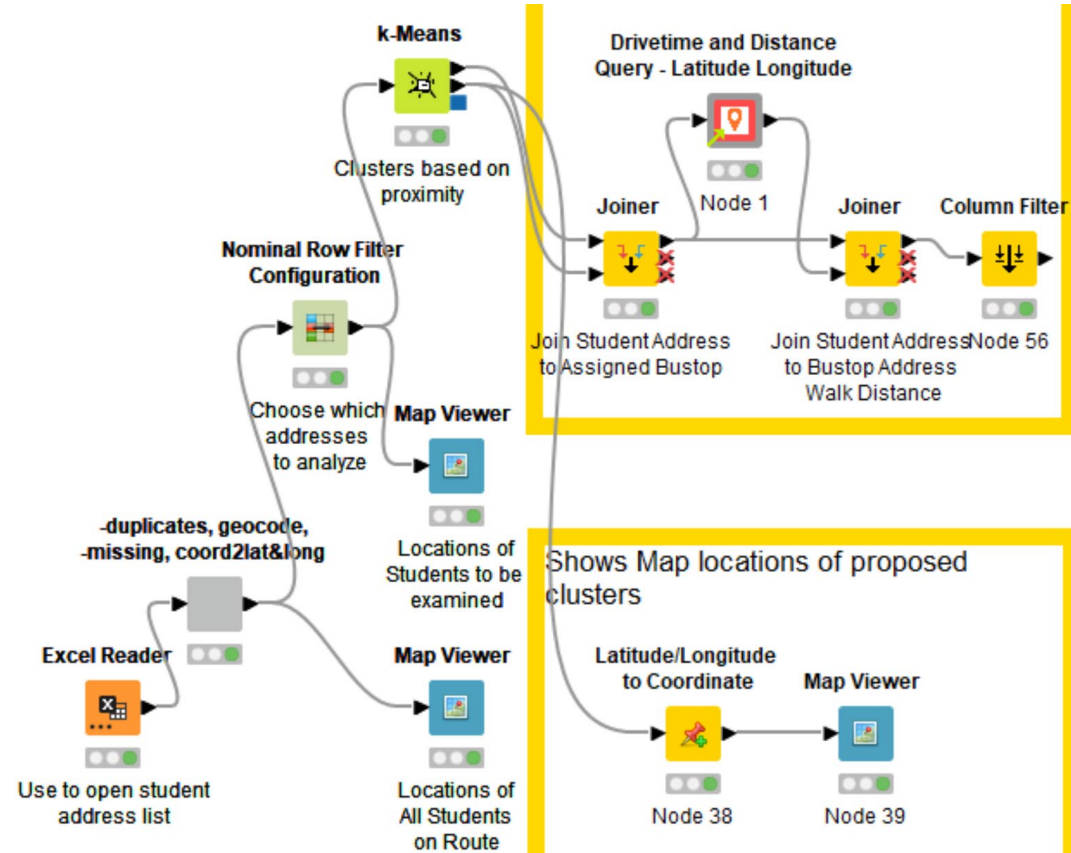 k-Means
Clusters based on
proximity
Drivetime and Distance
Query - Latitude Longitude
Node 1
Joiner
Join Student Address
to Assigned Bustop
Joiner
Join Student Address
to Bustop Address
Walk Distance
Column Filter
Node 56
Nominal Row Filter
Configuration
Choose which
addresses
to analyze
Map Viewer
Locations of
Students to be
examined
-duplicates, geocode,
-missing, coord2lat&long
Excel Reader
Use to open student
address list
Map Viewer
Locations of
All Students
on Route
Shows Map locations of proposed
clusters
Latitude/Longitude
to Coordinate
Node 38
Map Viewer
Node 39